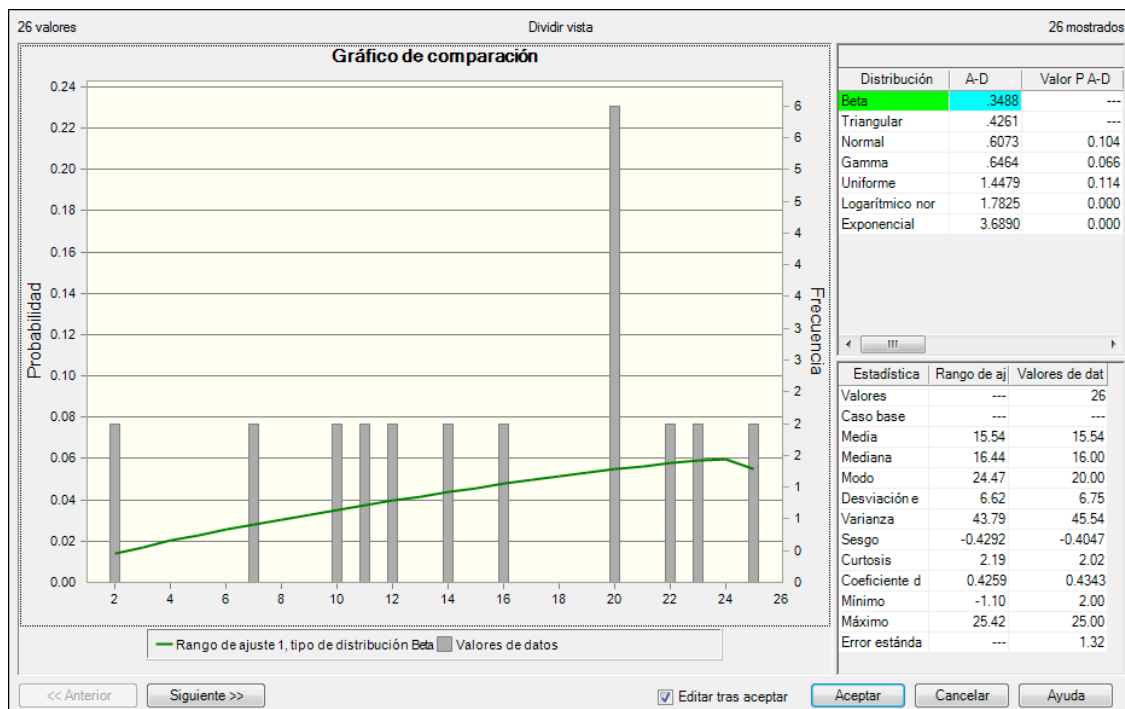 26 valores Dividir vista 26 mostrados
Gráfico de comparación
Probabilidad
0.24
0.22
0.20
0.18
0.16
0.14
0.12
0.10
0.08
0.06
0.04
0.02
0.00
2 4 6 8 10 12 14 16 18 20 22 24 26
6
6
5
5
4
4
4
3
3
2
2
2
1
1
0
0
Frecuencia
Rango de ajuste 1, tipo de distribución Beta Valores de datos
Distribución A-D Valor P A-D
Beta .3488 ---
Triangular .4261 ---
Normal .6073 0.104
Gamma .6464 0.066
Uniforme 1.4479 0.114
Logarítmico nor 1.7825 0.000
Exponencial 3.6890 0.000
Estadística Rango de aj Valores de dat
Valores --- 26
Caso base --- ---
Media 15.54 15.54
Mediana 16.44 16.00
Modo 24.47 20.00
Desviación e 6.62 6.75
Varianza 43.79 45.54
Sesgo -0.4292 -0.4047
Curtosis 2.19 2.02
Coeficiente d 0.4259 0.4343
Mínimo -1.10 2.00
Máximo 25.42 25.00
Error estánda --- 1.32
<< Anterior Siguiente >> Editar tras aceptar Aceptar Cancelar Ayuda